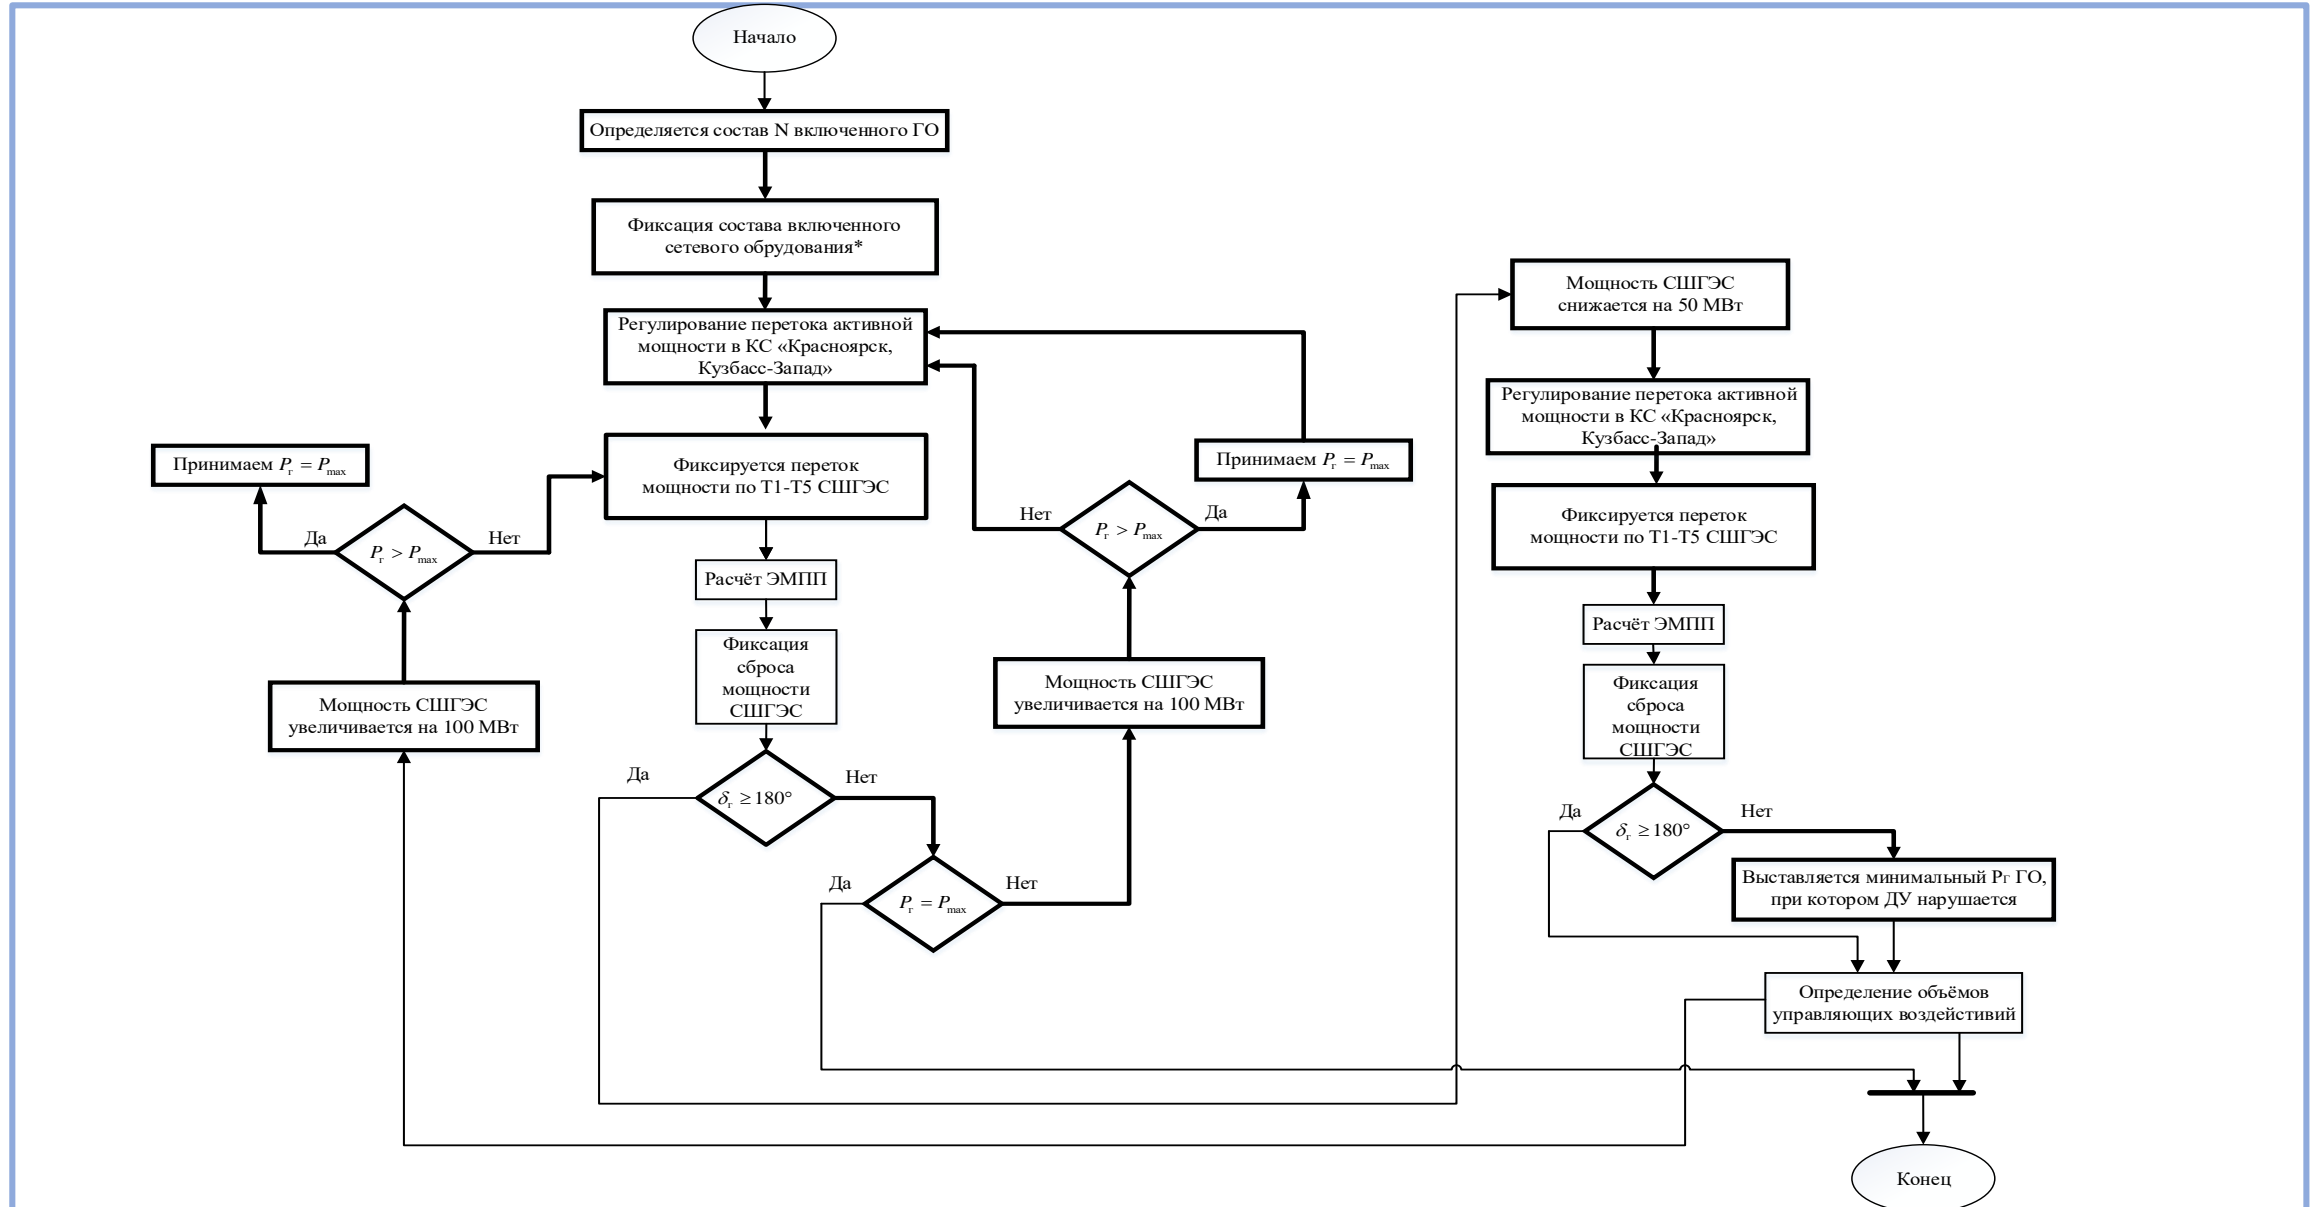 Начало
Определяется состав N включенного ГО
Фиксация состава включенного
сетевого обрудования*
Регулирование перетока активной
мощности в КС «Красноярск,
Кузбасс-Запад»
Фиксируется переток
мощности по Т1-Т5 СШГЭС
Расчёт ЭМПП
Фиксация
сброса
мощности
СШГЭС
Да
δг ≥ 180°
Нет
Да
Pг = Pmax
Нет
Принимаем Pг = Pmax
Да
Pг > Pmax
Нет
Мощность СШГЭС
увеличивается на 100 МВт
Принимаем Pг = Pmax
Нет
Pг > Pmax
Да
Мощность СШГЭС
увеличивается на 100 МВт
Мощность СШГЭС
снижается на 50 МВт
Регулирование перетока активной
мощности в КС «Красноярск,
Кузбасс-Запад»
Фиксируется переток
мощности по Т1-Т5 СШГЭС
Расчёт ЭМПП
Фиксация
сброса
мощности
СШГЭС
Да
δг ≥ 180°
Нет
Выставляется минимальный Рг ГО,
при котором ДУ нарушается
Определение объёмов
управляющих воздейстивий
Конец